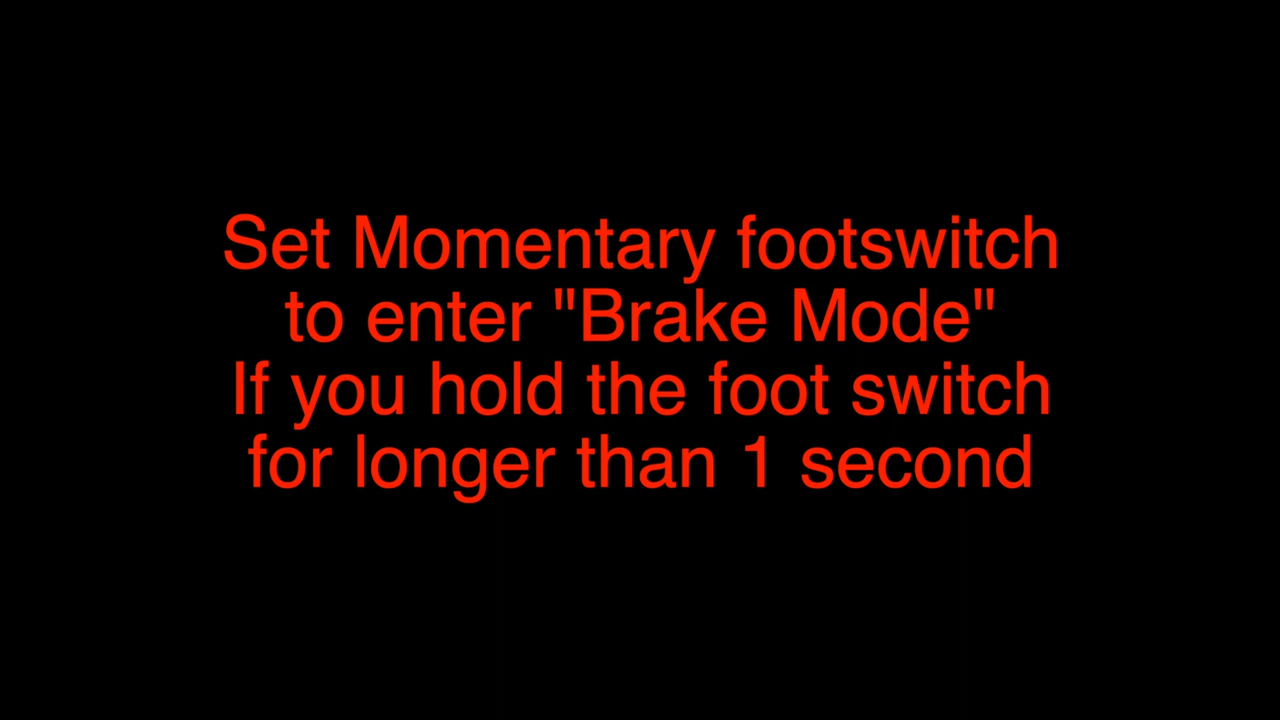 Set Momentary footswitch
to enter "Brake Mode"
If you hold the foot switch
for longer than 1 second